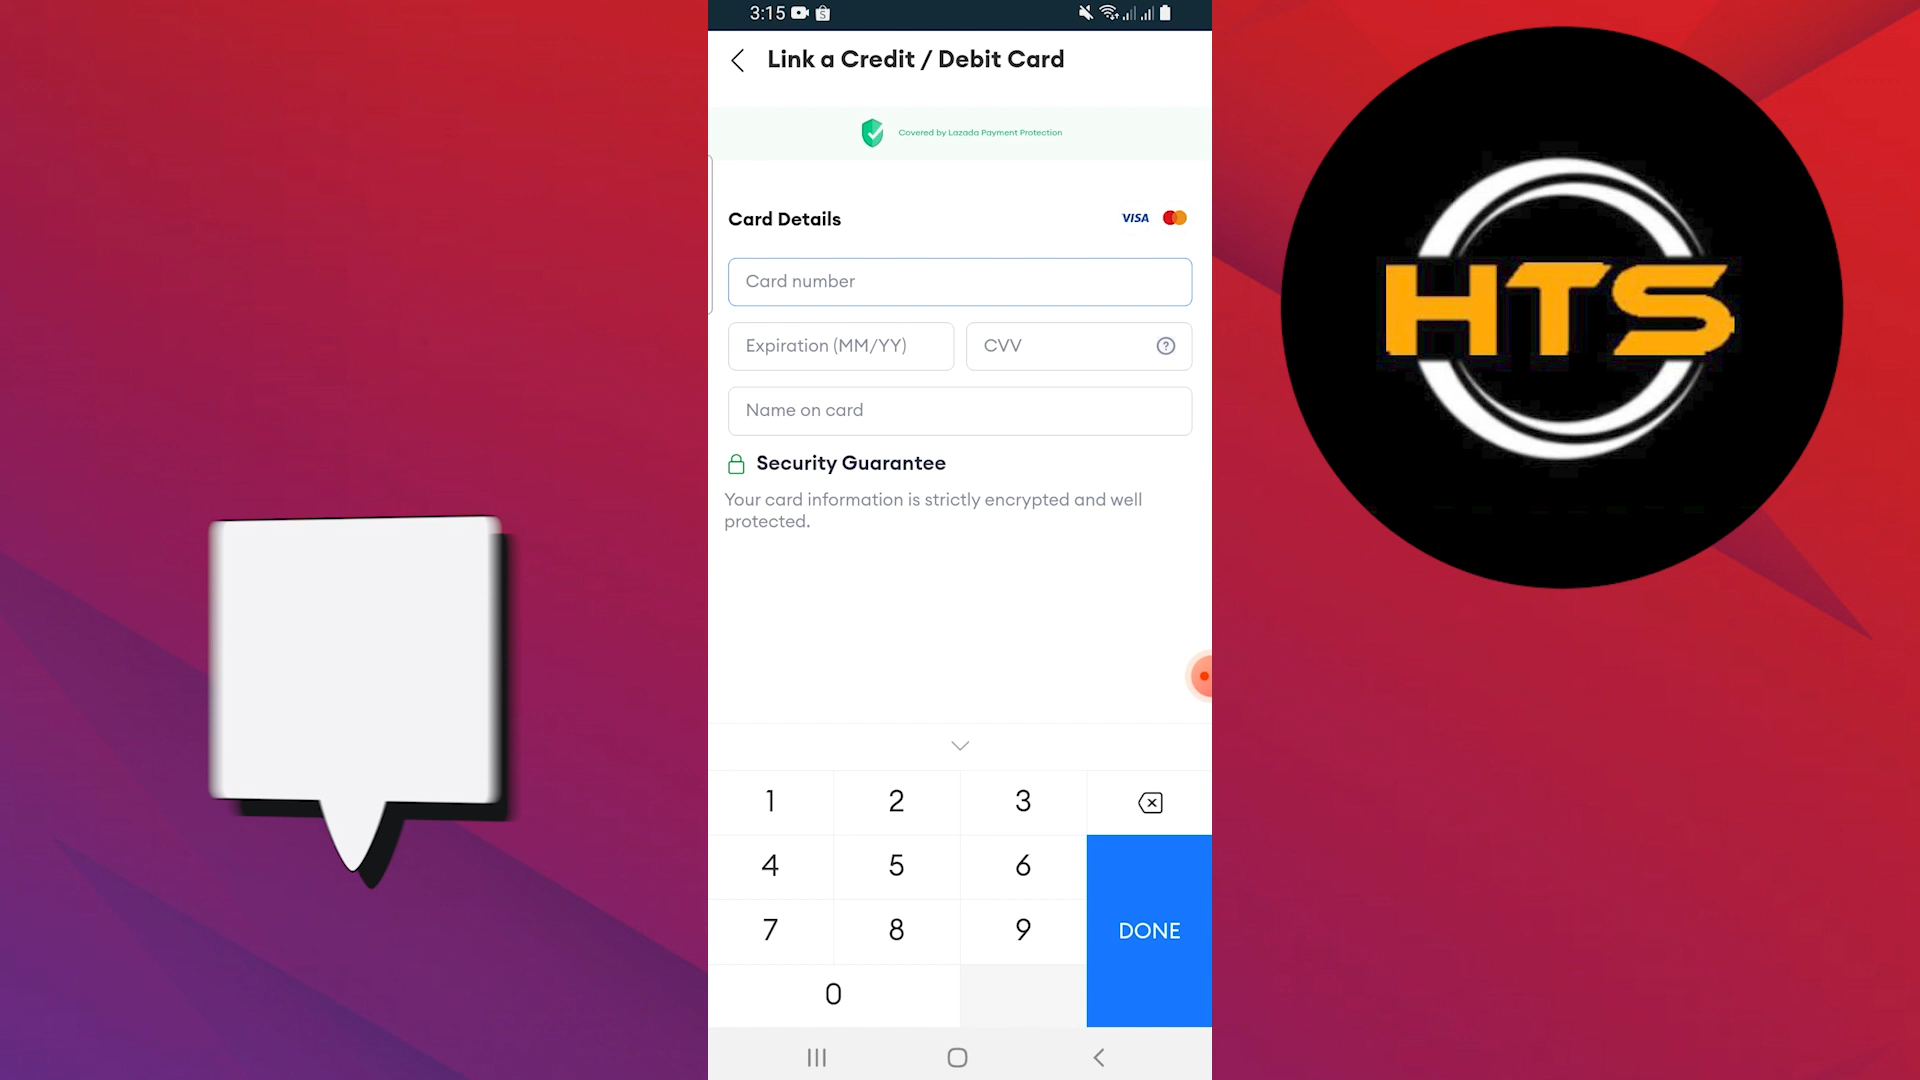 3:15
Link a Credit / Debit Card
Covered by Lazada Payment Protection
Card Details
VISA
Card number
Expiration (MM/YY)
CVV
Name on card
Security Guarantee
Your card information is strictly encrypted and well
protected.
1 2 3
4 5 6
7 8 9
DONE
0
HTS